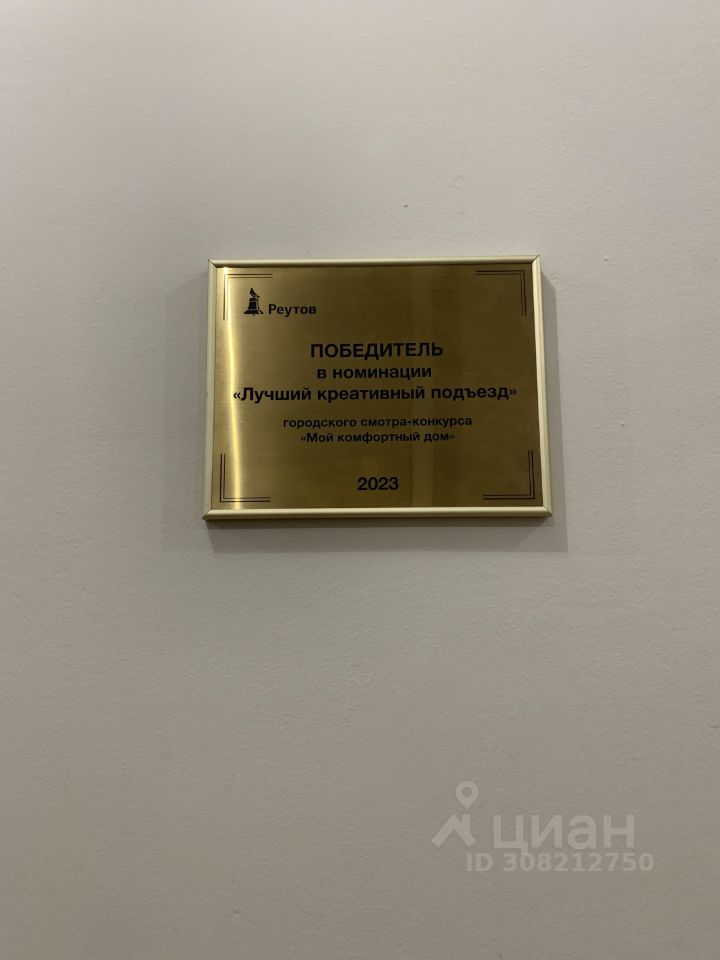 Реутов
ПОБЕДИТЕЛЬ
в номинации
«Лучший креативный подъезд»
городского смотра-конкурса
«Мой комфортный дом»
2023
циан
ID 308212750